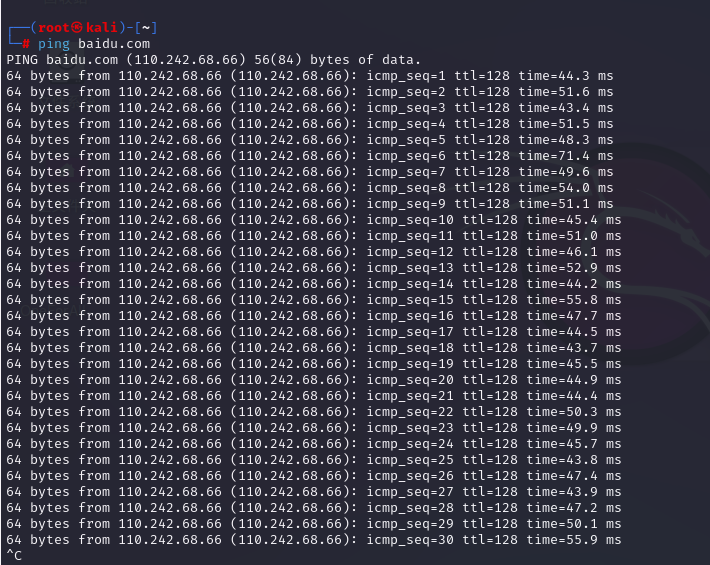 ┌──(root㉿kali)-[~]
└─# ping baidu.com
PING baidu.com (110.242.68.66) 56(84) bytes of data.
64 bytes from 110.242.68.66 (110.242.68.66): icmp_seq=1 ttl=128 time=44.3 ms
64 bytes from 110.242.68.66 (110.242.68.66): icmp_seq=2 ttl=128 time=51.6 ms
64 bytes from 110.242.68.66 (110.242.68.66): icmp_seq=3 ttl=128 time=43.4 ms
64 bytes from 110.242.68.66 (110.242.68.66): icmp_seq=4 ttl=128 time=51.5 ms
64 bytes from 110.242.68.66 (110.242.68.66): icmp_seq=5 ttl=128 time=48.3 ms
64 bytes from 110.242.68.66 (110.242.68.66): icmp_seq=6 ttl=128 time=71.4 ms
64 bytes from 110.242.68.66 (110.242.68.66): icmp_seq=7 ttl=128 time=49.6 ms
64 bytes from 110.242.68.66 (110.242.68.66): icmp_seq=8 ttl=128 time=54.0 ms
64 bytes from 110.242.68.66 (110.242.68.66): icmp_seq=9 ttl=128 time=51.1 ms
64 bytes from 110.242.68.66 (110.242.68.66): icmp_seq=10 ttl=128 time=45.4 ms
64 bytes from 110.242.68.66 (110.242.68.66): icmp_seq=11 ttl=128 time=51.0 ms
64 bytes from 110.242.68.66 (110.242.68.66): icmp_seq=12 ttl=128 time=46.1 ms
64 bytes from 110.242.68.66 (110.242.68.66): icmp_seq=13 ttl=128 time=52.9 ms
64 bytes from 110.242.68.66 (110.242.68.66): icmp_seq=14 ttl=128 time=44.2 ms
64 bytes from 110.242.68.66 (110.242.68.66): icmp_seq=15 ttl=128 time=55.8 ms
64 bytes from 110.242.68.66 (110.242.68.66): icmp_seq=16 ttl=128 time=47.7 ms
64 bytes from 110.242.68.66 (110.242.68.66): icmp_seq=17 ttl=128 time=44.5 ms
64 bytes from 110.242.68.66 (110.242.68.66): icmp_seq=18 ttl=128 time=43.7 ms
64 bytes from 110.242.68.66 (110.242.68.66): icmp_seq=19 ttl=128 time=45.5 ms
64 bytes from 110.242.68.66 (110.242.68.66): icmp_seq=20 ttl=128 time=44.9 ms
64 bytes from 110.242.68.66 (110.242.68.66): icmp_seq=21 ttl=128 time=44.4 ms
64 bytes from 110.242.68.66 (110.242.68.66): icmp_seq=22 ttl=128 time=50.3 ms
64 bytes from 110.242.68.66 (110.242.68.66): icmp_seq=23 ttl=128 time=49.9 ms
64 bytes from 110.242.68.66 (110.242.68.66): icmp_seq=24 ttl=128 time=45.7 ms
64 bytes from 110.242.68.66 (110.242.68.66): icmp_seq=25 ttl=128 time=43.8 ms
64 bytes from 110.242.68.66 (110.242.68.66): icmp_seq=26 ttl=128 time=47.4 ms
64 bytes from 110.242.68.66 (110.242.68.66): icmp_seq=27 ttl=128 time=43.9 ms
64 bytes from 110.242.68.66 (110.242.68.66): icmp_seq=28 ttl=128 time=47.2 ms
64 bytes from 110.242.68.66 (110.242.68.66): icmp_seq=29 ttl=128 time=50.1 ms
64 bytes from 110.242.68.66 (110.242.68.66): icmp_seq=30 ttl=128 time=55.9 ms
^C